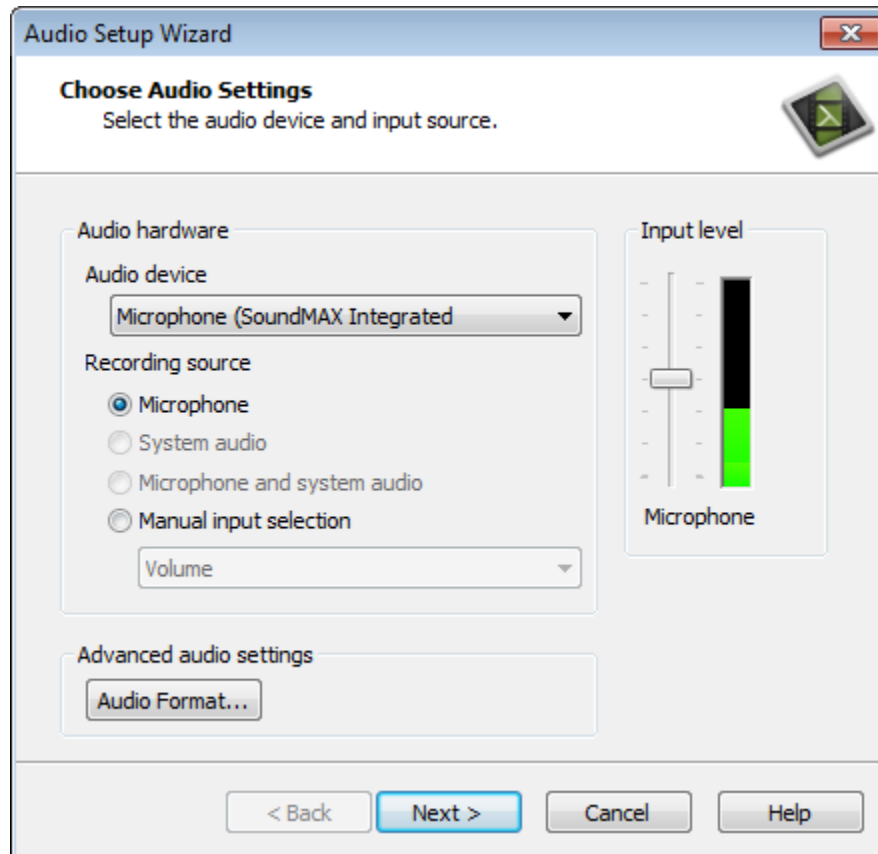 Audio Setup Wizard
Choose Audio Settings
Select the audio device and input source.
Audio hardware
Audio device
Microphone (SoundMAX Integrated
Recording source
Microphone
System audio
Microphone and system audio
Manual input selection
Volume
Input level
Microphone
Advanced audio settings
Audio Format...
< Back
Next >
Cancel
Help